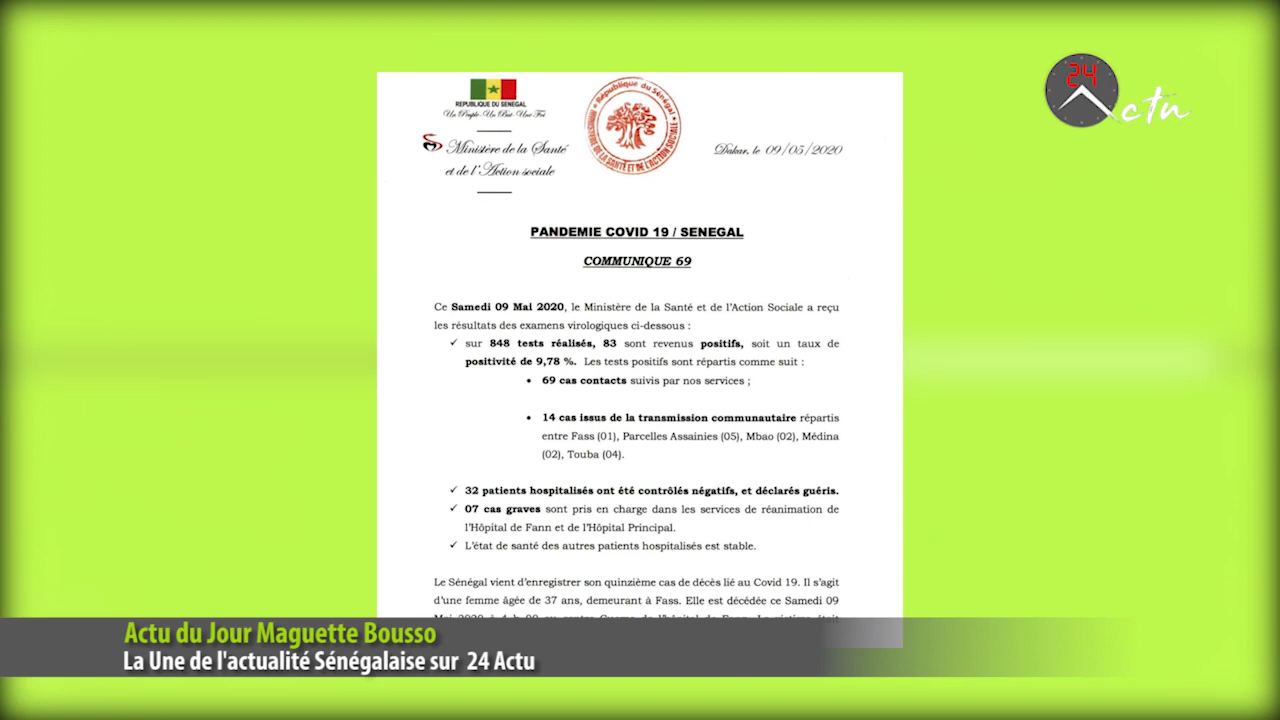 24
Actu
REPUBLIQUE DU SENEGAL
Un Peuple - Un But - Une Foi
Ministère de la Santé
et de l'Action sociale
République du Sénégal
MINISTÈRE DE LA SANTÉ ET DE L'ACTION SOCIALE
Dakar, le 09/05/2020
PANDEMIE COVID 19 / SENEGAL
COMMUNIQUE 69
Ce Samedi 09 Mai 2020, le Ministère de la Santé et de l'Action Sociale a reçu
les résultats des examens virologiques ci-dessous :
✓ sur 848 tests réalisés, 83 sont revenus positifs, soit un taux de
positivité de 9,78 %. Les tests positifs sont répartis comme suit :
• 69 cas contacts suivis par nos services ;
• 14 cas issus de la transmission communautaire répartis
entre Fass (01), Parcelles Assainies (05), Mbao (02), Médina
(02), Touba (04).
✓ 32 patients hospitalisés ont été contrôlés négatifs, et déclarés guéris.
✓ 07 cas graves sont pris en charge dans les services de réanimation de
l'Hôpital de Fann et de l'Hôpital Principal.
✓ L'état de santé des autres patients hospitalisés est stable.
Le Sénégal vient d'enregistrer son quinzième cas de décès lié au Covid 19. Il s'agit
d'une femme âgée de 37 ans, demeurant à Fass. Elle est décédée ce Samedi 09
Actu du Jour Maguette Bousso
La Une de l'actualité Sénégalaise sur 24 Actu